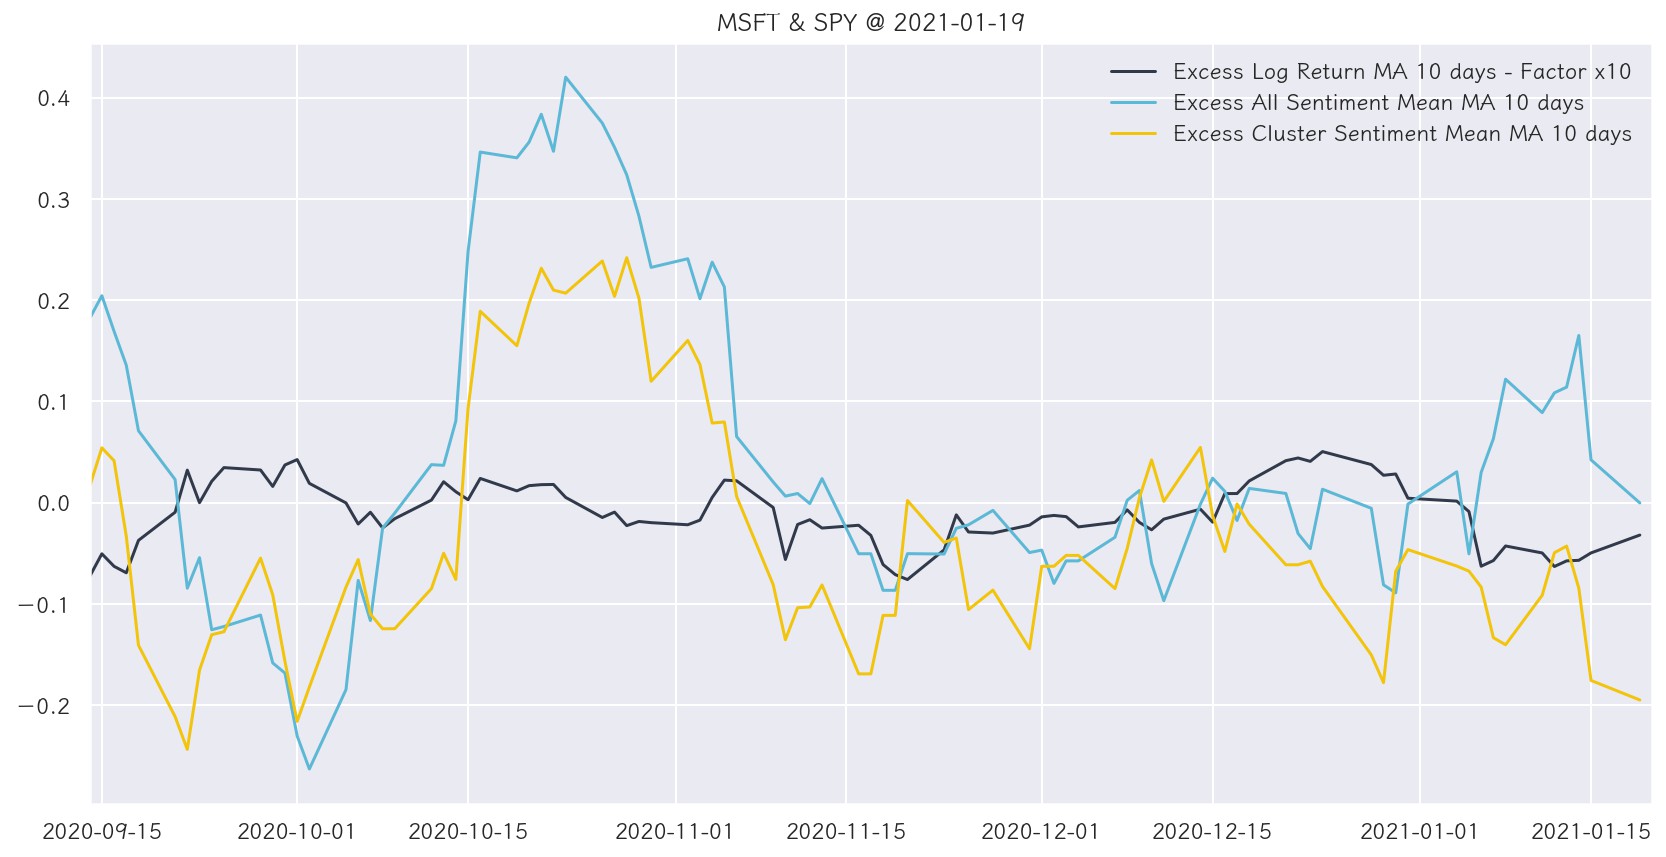 MSFT & SPY @ 2021-01-19
Excess Log Return MA 10 days - Factor x10
Excess All Sentiment Mean MA 10 days
Excess Cluster Sentiment Mean MA 10 days
0.4
0.3
0.2
0.1
0.0
−0.1
−0.2
2020-09-15 2020-10-01 2020-10-15 2020-11-01 2020-11-15 2020-12-01 2020-12-15 2021-01-01 2021-01-15